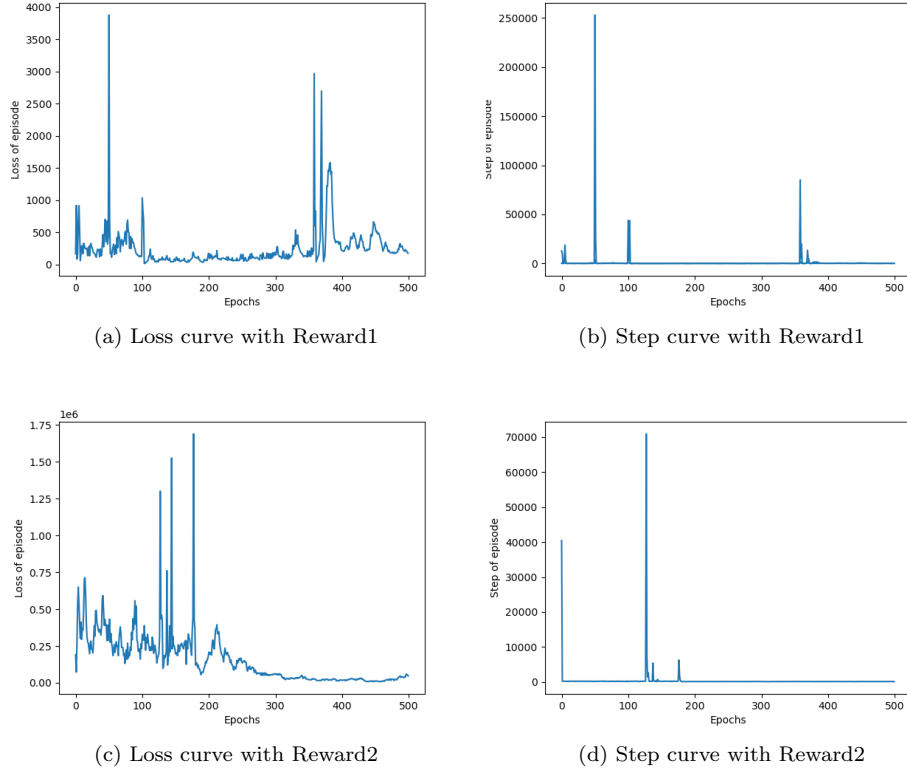 4000
3500
3000
2500
2000
1500
1000
500
0
Loss of episode
0 100 200 300 400 500
Epochs
(a) Loss curve with Reward1
250000
200000
150000
100000
50000
0
Step of episode
0 100 200 300 400 500
Epochs
(b) Step curve with Reward1
1e6
1.75
1.50
1.25
1.00
0.75
0.50
0.25
0.00
Loss of episode
0 100 200 300 400 500
Epochs
(c) Loss curve with Reward2
70000
60000
50000
40000
30000
20000
10000
0
Step of episode
0 100 200 300 400 500
Epochs
(d) Step curve with Reward2